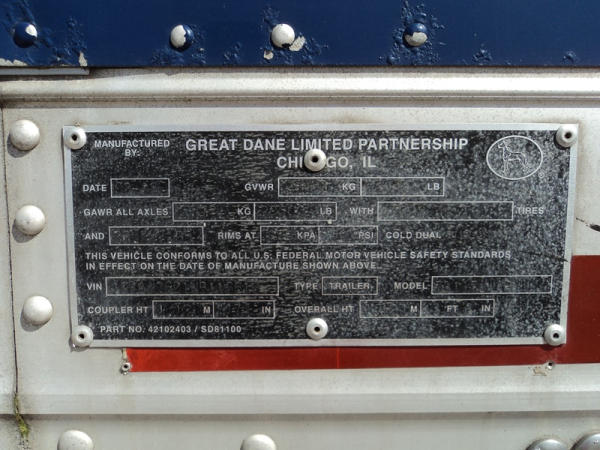 MANUFACTURED BY: GREAT DANE LIMITED PARTNERSHIP
CHICAGO, IL
DATE GVWR KG LB
GAWR ALL AXLES KG LB WITH TIRES
AND RIMS AT KPA PSI COLD DUAL
THIS VEHICLE CONFORMS TO ALL U.S. FEDERAL MOTOR VEHICLE SAFETY STANDARDS
IN EFFECT ON THE DATE OF MANUFACTURE SHOWN ABOVE.
VIN TYPE TRAILER MODEL
COUPLER HT M IN OVERALL HT M FT IN
PART NO. 42102403 / SD81100